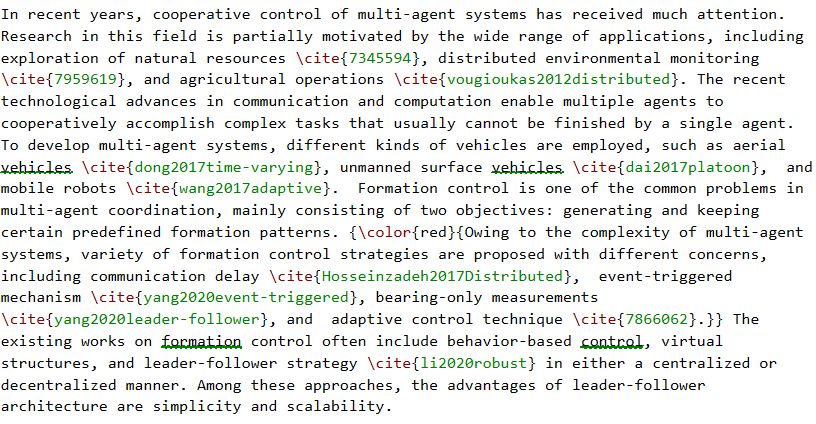 In recent years, cooperative control of multi-agent systems has received much attention.
Research in this field is partially motivated by the wide range of applications, including
exploration of natural resources \cite{7345594}, distributed environmental monitoring
\cite{7959619}, and agricultural operations \cite{vougioukas2012distributed}. The recent
technological advances in communication and computation enable multiple agents to
cooperatively accomplish complex tasks that usually cannot be finished by a single agent.
To develop multi-agent systems, different kinds of vehicles are employed, such as aerial
vehicles \cite{dong2017time-varying}, unmanned surface vehicles \cite{dai2017platoon},  and
mobile robots \cite{wang2017adaptive}.  Formation control is one of the common problems in
multi-agent coordination, mainly consisting of two objectives: generating and keeping
certain predefined formation patterns. {\color{red}{Owing to the complexity of multi-agent
systems, variety of formation control strategies are proposed with different concerns,
including communication delay \cite{Hosseinzadeh2017Distributed},  event-triggered
mechanism \cite{yang2020event-triggered}, bearing-only measurements
\cite{yang2020leader-follower}, and  adaptive control technique \cite{7866062}.}} The
existing works on formation control often include behavior-based control, virtual
structures, and leader-follower strategy \cite{li2020robust} in either a centralized or
decentralized manner. Among these approaches, the advantages of leader-follower
architecture are simplicity and scalability.